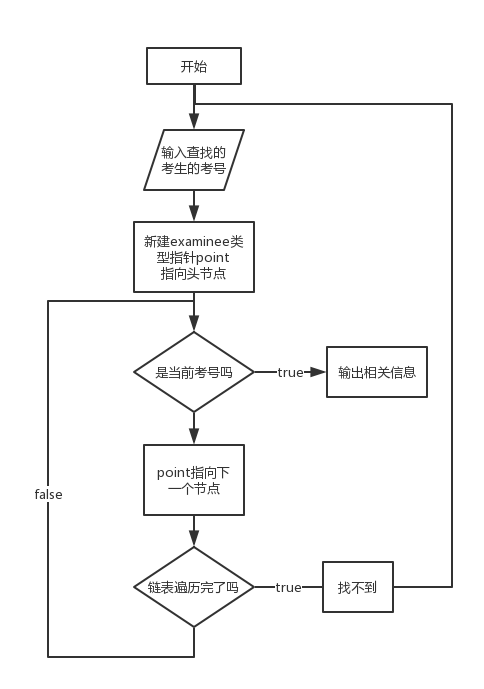 开始
输入查找的
考生的考号
新建examinee类
型指针point
指向头节点
是当前考号吗
true
输出相关信息
point指向下
一个节点
false
链表遍历完了吗
true
找不到